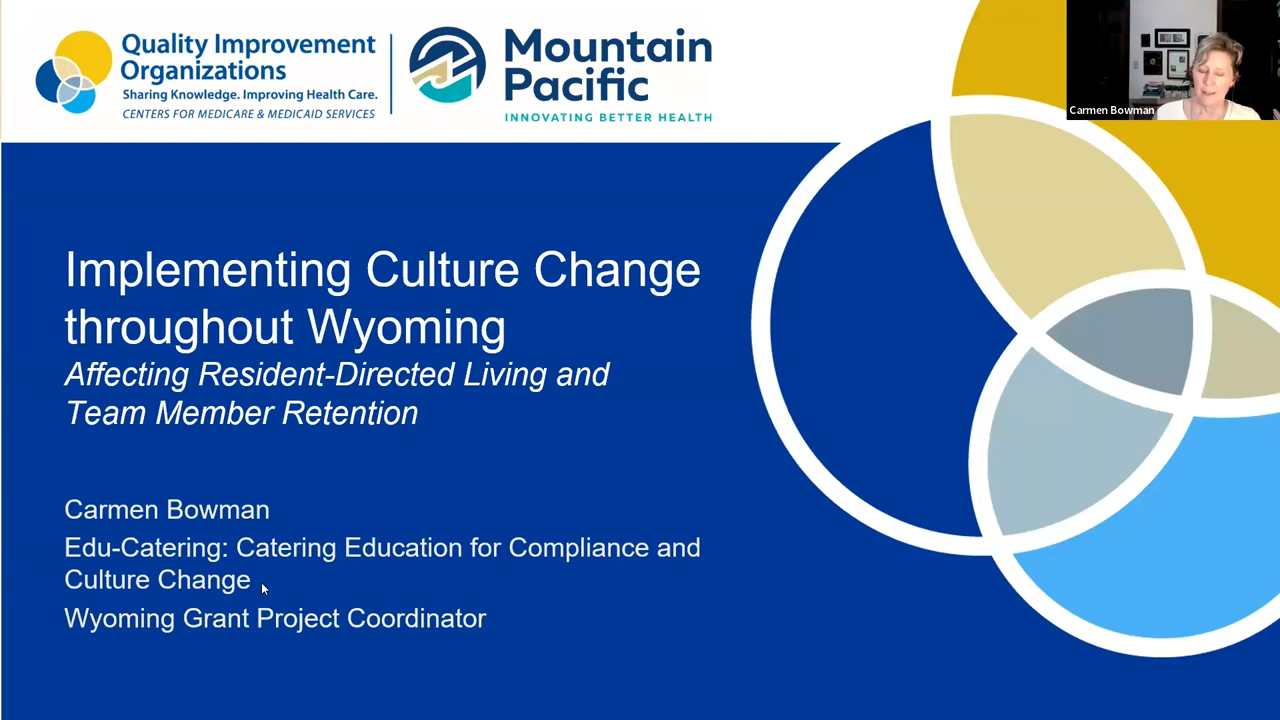 Quality Improvement
Organizations
Sharing Knowledge. Improving Health Care.
CENTERS FOR MEDICARE & MEDICAID SERVICES
Mountain
Pacific
INNOVATING BETTER HEALTH
Carmen Bowman
Implementing Culture Change
throughout Wyoming
Affecting Resident-Directed Living and
Team Member Retention
Carmen Bowman
Edu-Catering: Catering Education for Compliance and
Culture Change
Wyoming Grant Project Coordinator